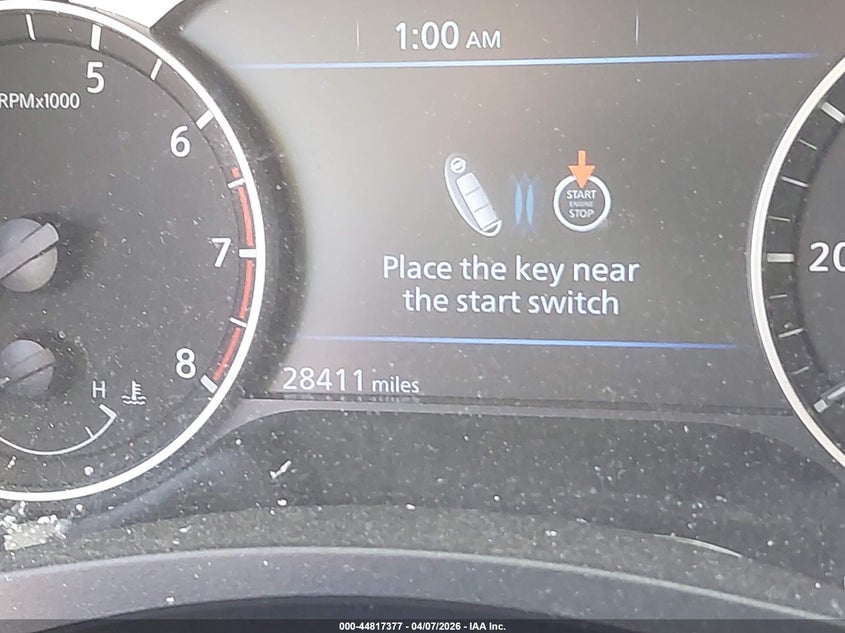 1:00 AM
5
RPMx1000
6
START
ENGINE
STOP
7
20
Place the key near
the start switch
8
28411 miles
H
000-44817377 - 04/07/2026 - IAA Inc.